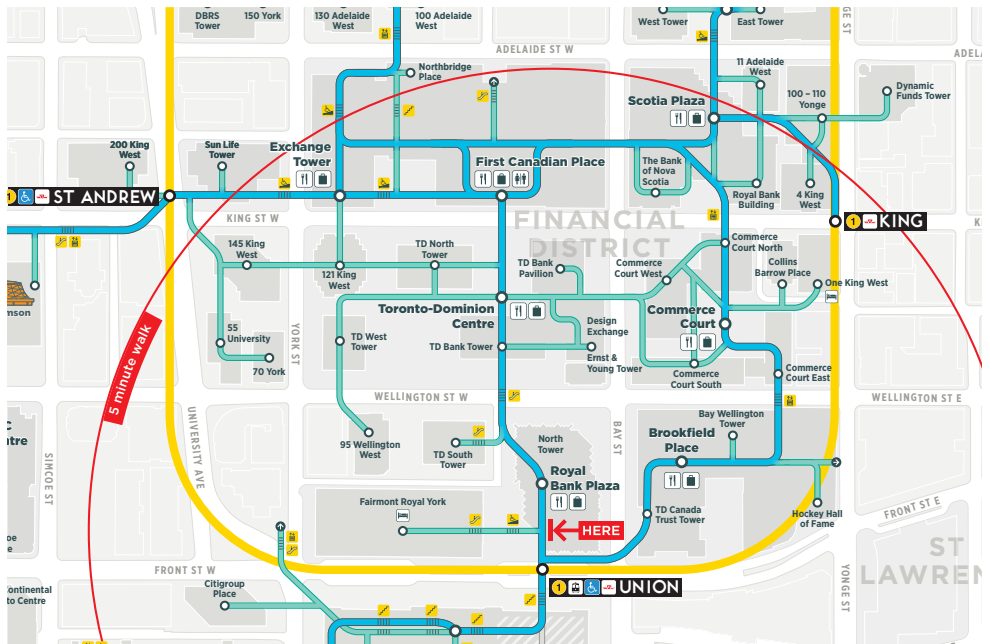 DBRS
Tower
150 York
130 Adelaide
West
100 Adelaide
West
West Tower
East Tower
ADELAIDE ST W
Northbridge
Place
11 Adelaide
West
100 – 110
Yonge
Dynamic
Funds Tower
Scotia Plaza
200 King
West
Sun Life
Tower
Exchange
Tower
First Canadian Place
The Bank
of Nova
Scotia
Royal Bank
Building
4 King
West
1
ST ANDREW
KING ST W
FINANCIAL
DISTRICT
1
KING
145 King
West
121 King
West
TD North
Tower
TD Bank
Pavilion
Commerce
Court West
Commerce
Court North
Collins
Barrow Place
One King West
Toronto-Dominion
Centre
Commerce
Court
55
University
70 York
YORK ST
TD West
Tower
TD Bank Tower
Design
Exchange
Ernst &
Young Tower
Commerce
Court South
Commerce
Court East
5 minute walk
WELLINGTON ST W
WELLINGTON ST E
UNIVERSITY AVE
SIMCOE ST
95 Wellington
West
TD South
Tower
North
Tower
BAY ST
Bay Wellington
Tower
Brookfield
Place
Royal
Bank Plaza
Fairmont Royal York
HERE
TD Canada
Trust Tower
Hockey Hall
of Fame
FRONT ST E
FRONT ST W
Citigroup
Place
1
UNION
YONGE ST
ST